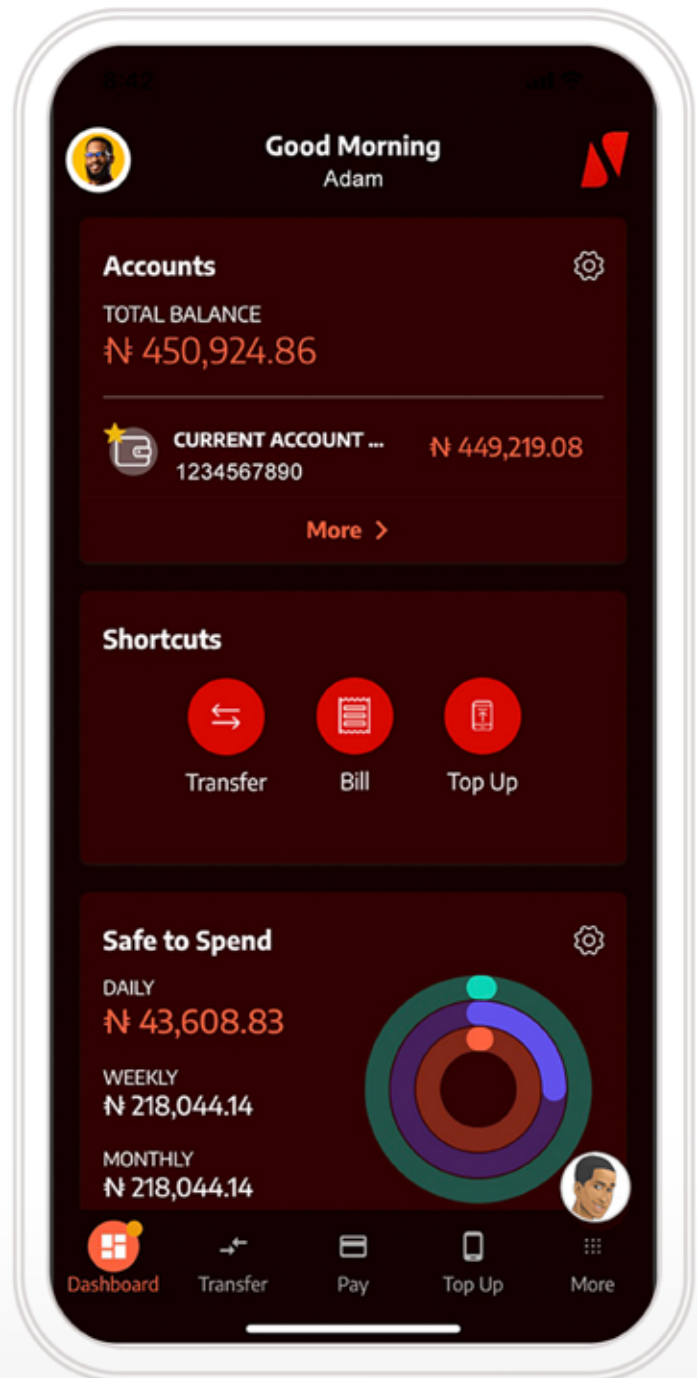 8:42
Good Morning
Adam
Accounts
TOTAL BALANCE
₦ 450,924.86
CURRENT ACCOUNT ...
₦ 449,219.08
1234567890
More >
Shortcuts
Transfer
Bill
Top Up
Safe to Spend
DAILY
₦ 43,608.83
WEEKLY
₦ 218,044.14
MONTHLY
₦ 218,044.14
Dashboard
Transfer
Pay
Top Up
More